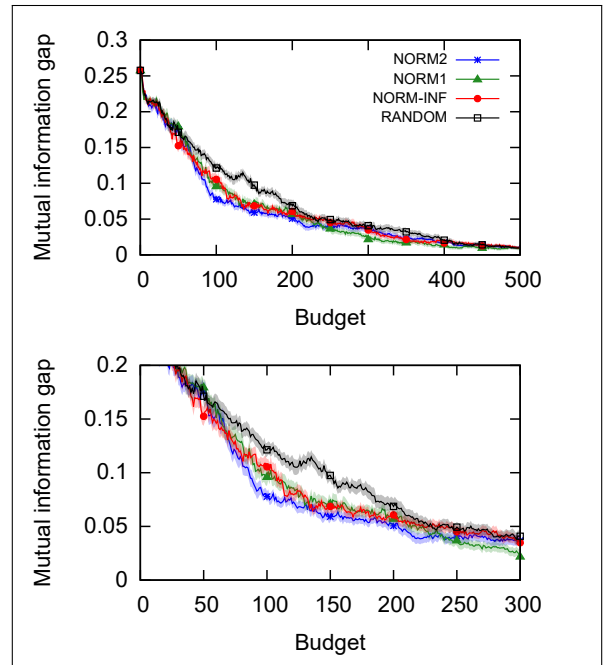 Mutual information gap
0.3
0.25
0.2
0.15
0.1
0.05
0
NORM2
NORM1
NORM-INF
RANDOM
0 100 200 300 400 500
Budget
Mutual information gap
0.2
0.15
0.1
0.05
0
0 50 100 150 200 250 300
Budget